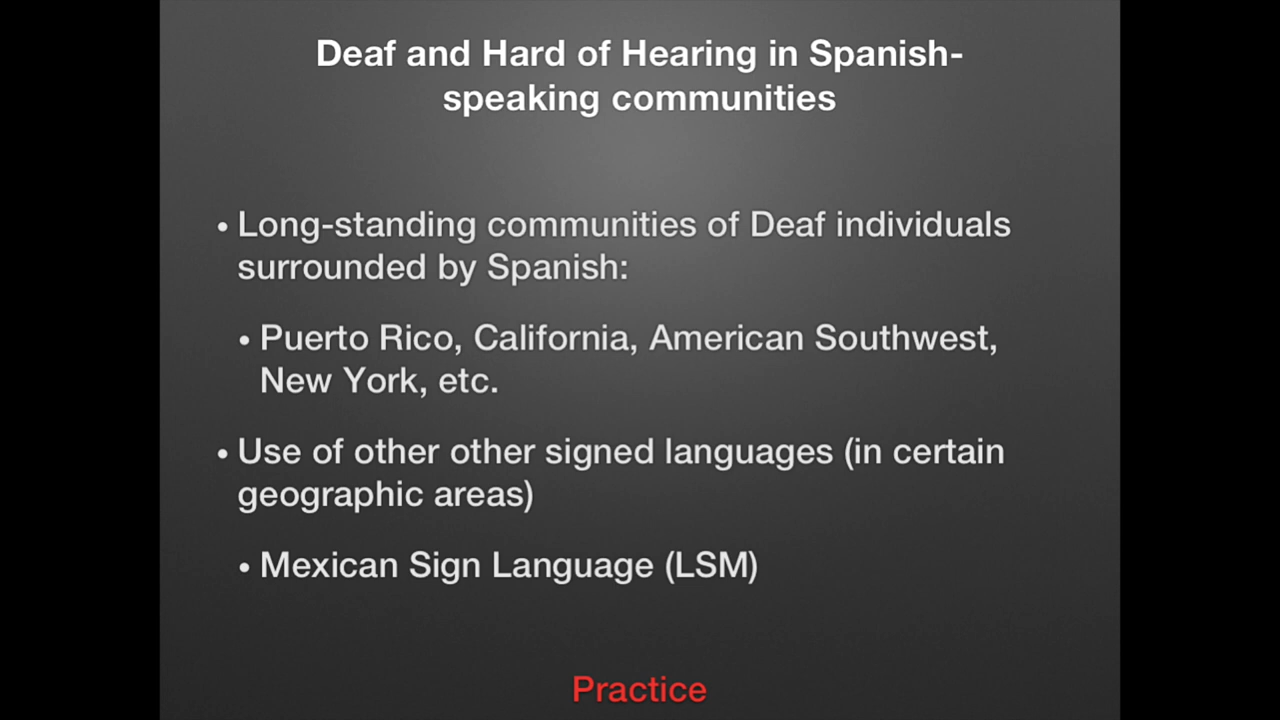 Deaf and Hard of Hearing in Spanish-
speaking communities
• Long-standing communities of Deaf individuals
surrounded by Spanish:
• Puerto Rico, California, American Southwest,
New York, etc.
• Use of other other signed languages (in certain
geographic areas)
• Mexican Sign Language (LSM)
Practice